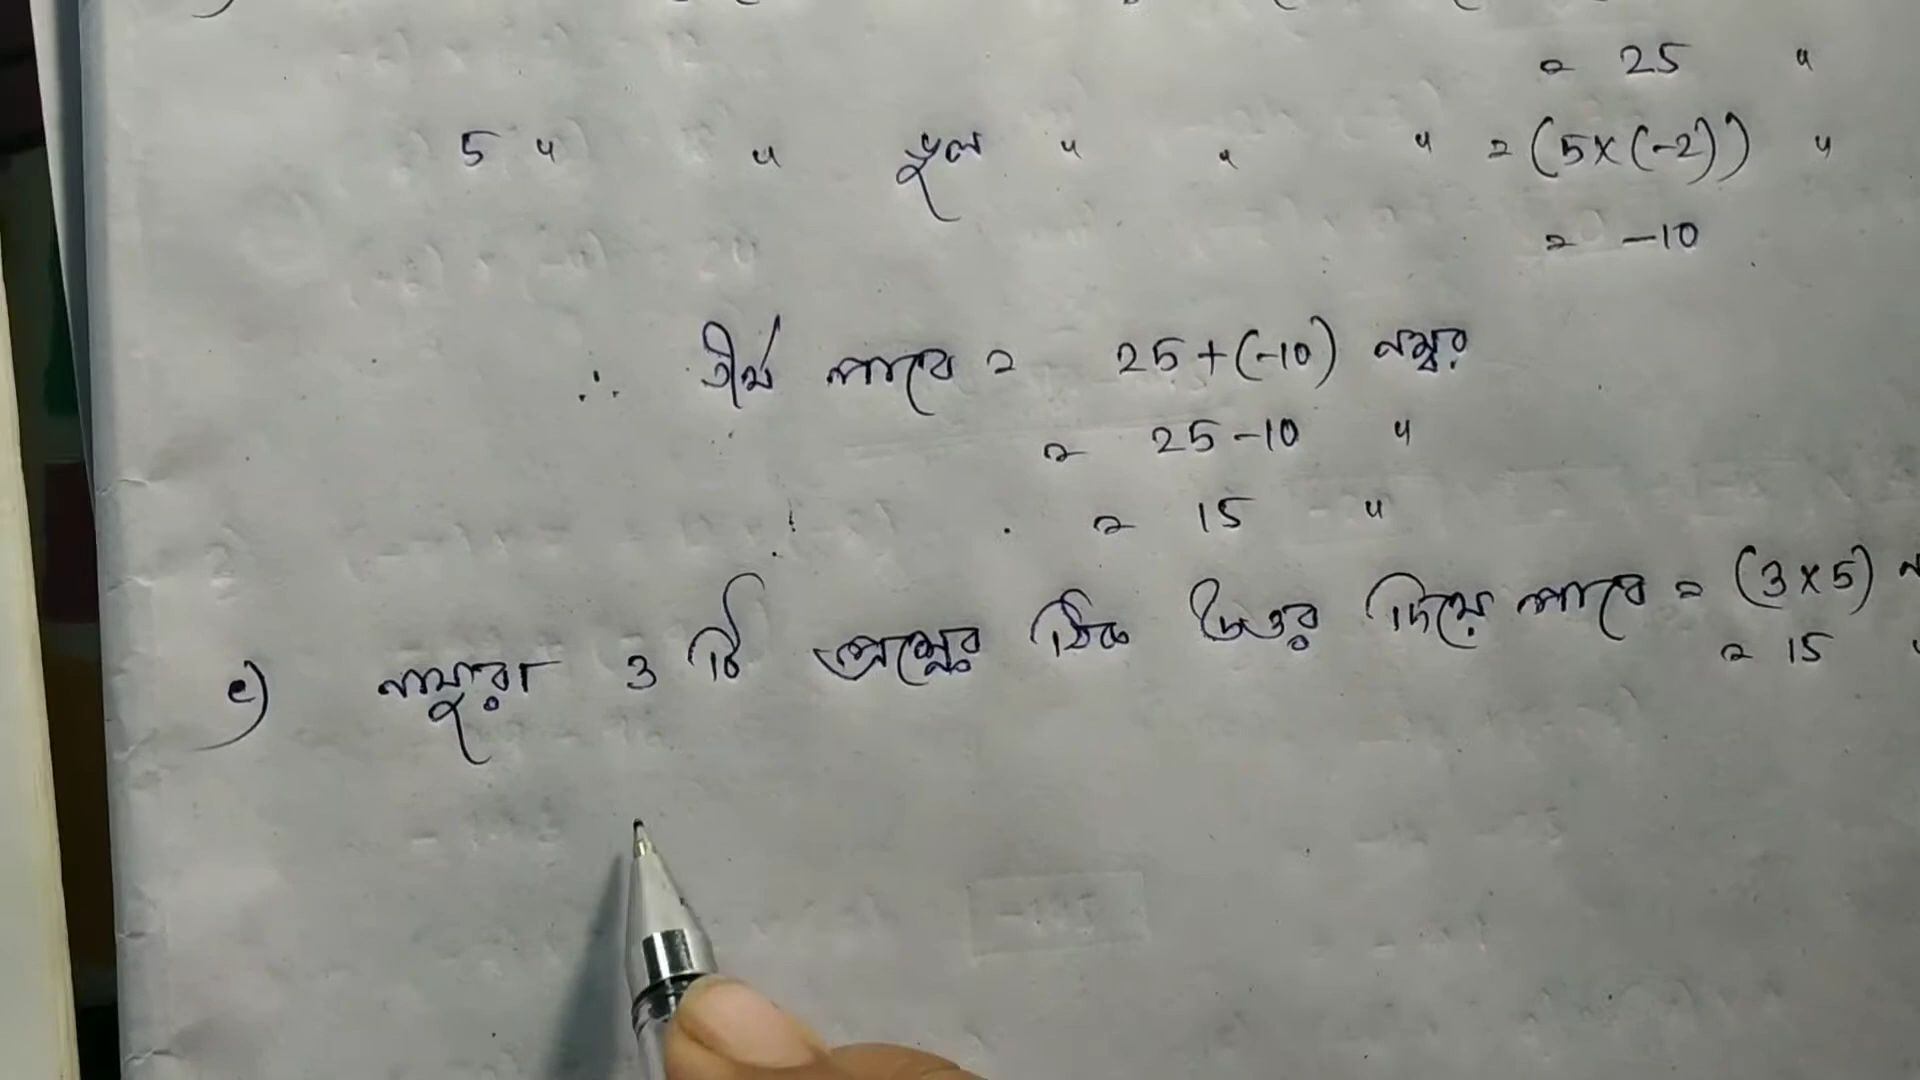 = 25 "
5 " " ভুল " " " = (5×(-2)) "
= -10
∴ তীর্থ পাবে = 25+(-10) নম্বর
= 25-10 "
= 15 "
e) 3 টি প্রশ্নের ঠিক উত্তর দিয়ে পাবে = (3×5) ন
= 15